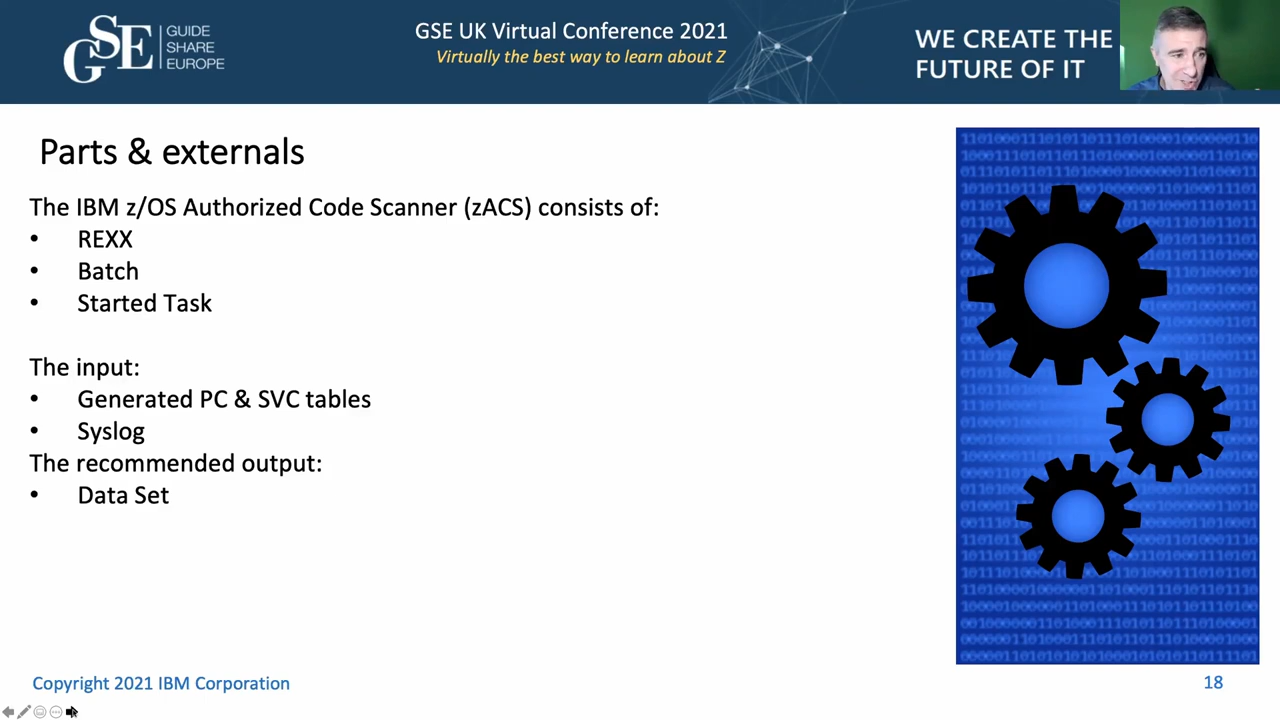 GSE
GUIDE
SHARE
EUROPE
GSE UK Virtual Conference 2021
Virtually the best way to learn about Z
WE CREATE THE
FUTURE OF IT
Parts & externals
The IBM z/OS Authorized Code Scanner (zACS) consists of:
• REXX
• Batch
• Started Task
The input:
• Generated PC & SVC tables
• Syslog
The recommended output:
• Data Set
Copyright 2021 IBM Corporation
18